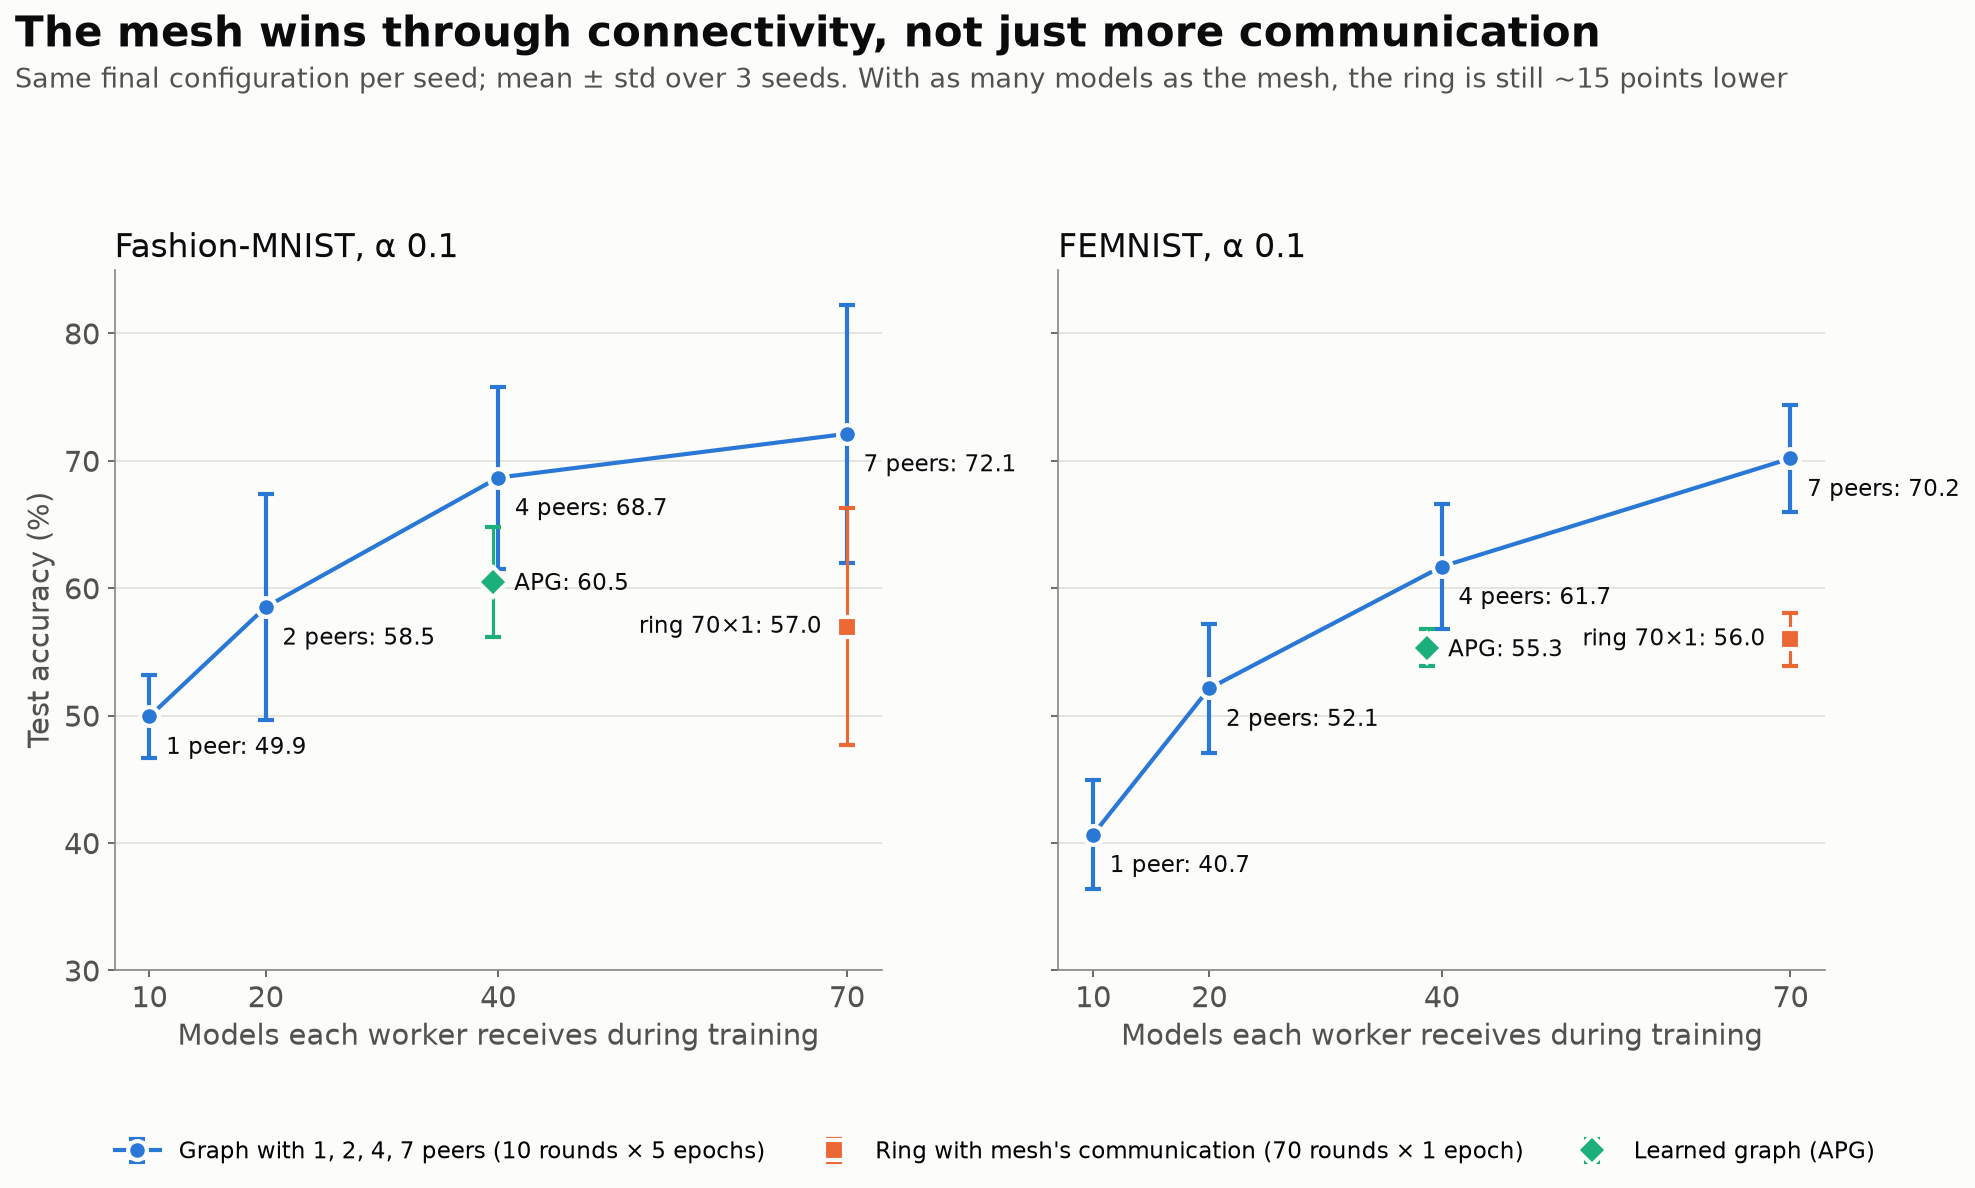 The mesh wins through connectivity, not just more communication
Same final configuration per seed; mean ± std over 3 seeds. With as many models as the mesh, the ring is still ~15 points lower
Fashion-MNIST, α 0.1
Test accuracy (%)
80
70
60
50
40
30
7 peers: 72.1
4 peers: 68.7
APG: 60.5
ring 70×1: 57.0
2 peers: 58.5
1 peer: 49.9
10
20
40
70
Models each worker receives during training
FEMNIST, α 0.1
7 peers: 70.2
4 peers: 61.7
APG: 55.3
ring 70×1: 56.0
2 peers: 52.1
1 peer: 40.7
10
20
40
70
Models each worker receives during training
Graph with 1, 2, 4, 7 peers (10 rounds × 5 epochs)
Ring with mesh's communication (70 rounds × 1 epoch)
Learned graph (APG)